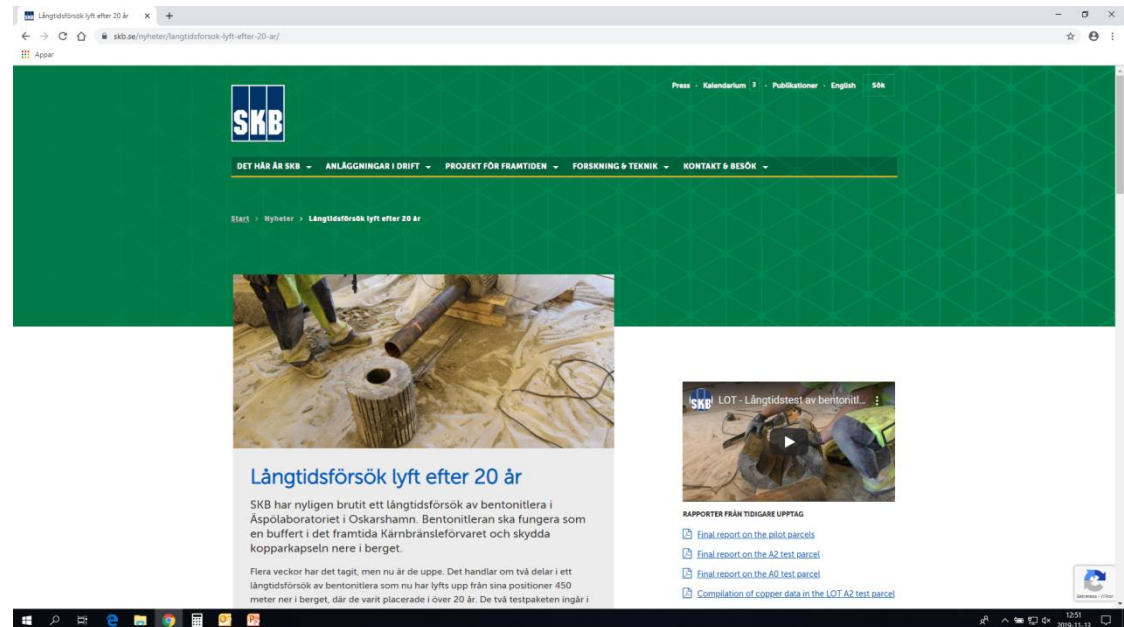 Långtidsförsök lyft efter 20 år
skb.se/nyheter/langtidsforsok-lyft-efter-20-ar/
Appar
Press · Kalendarium 3 · Publikationer · English Sök
SKB
DET HÄR ÄR SKB ANLÄGGNINGAR I DRIFT PROJEKT FÖR FRAMTIDEN FORSKNING & TEKNIK KONTAKT & BESÖK
Start > Nyheter > Långtidsförsök lyft efter 20 år
SKB LOT - Långtidstest av bentonitl...
Långtidsförsök lyft efter 20 år
SKB har nyligen brutit ett långtidsförsök av bentonitlera i
Äspölaboratoriet i Oskarshamn. Bentonitleran ska fungera som
en buffert i det framtida Kärnbränsleförvaret och skydda
kopparkapseln nere i berget.
Flera veckor har det tagit, men nu är de uppe. Det handlar om två delar i ett
långtidsförsök av bentonitlera som nu har lyfts upp från sina positioner 450
meter ner i berget, där de varit placerade i över 20 år. De två testpaketen ingår i
RAPPORTER FRÅN TIDIGARE UPPTAG
Final report on the pilot parcels
Final report on the A2 test parcel
Final report on the A0 test parcel
Compilation of copper data in the LOT A2 test parcel
12:51
2019-11-13